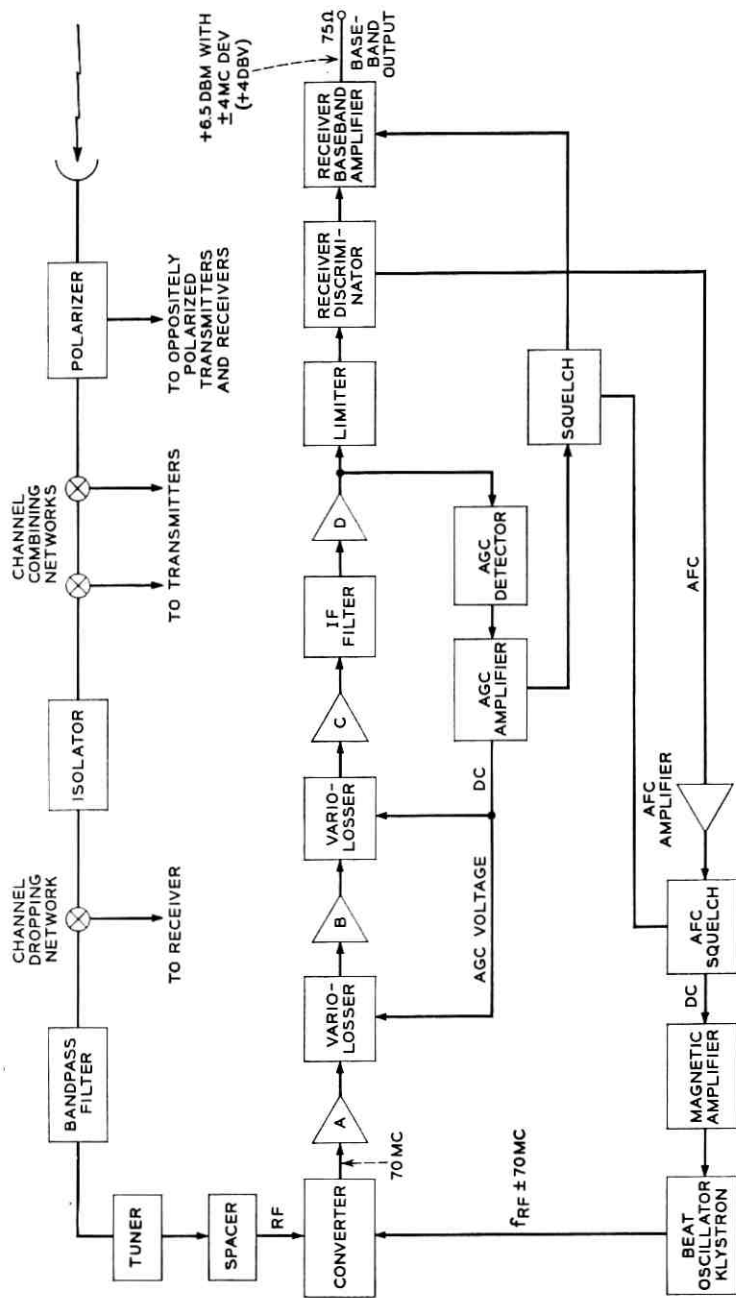 +6.5 DBM WITH
±4 MC DEV
(+4DBV)
75Ω
BASE-
BAND
OUTPUT
POLARIZER
TO OPPOSITELY
POLARIZED
TRANSMITTERS
AND RECEIVERS
CHANNEL
COMBINING
NETWORKS
TO TRANSMITTERS
ISOLATOR
CHANNEL
DROPPING
NETWORK
TO RECEIVER
BANDPASS
FILTER
TUNER
SPACER
RF
CONVERTER
70 MC
A
VARIO-
LOSSER
B
VARIO-
LOSSER
C
IF
FILTER
D
LIMITER
RECEIVER
DISCRIMI-
NATOR
RECEIVER
BASEBAND
AMPLIFIER
AGC
DETECTOR
AGC
AMPLIFIER
DC
AGC VOLTAGE
SQUELCH
AFC
AFC
AMPLIFIER
AFC
SQUELCH
DC
MAGNETIC
AMPLIFIER
BEAT
OSCILLATOR
KLYSTRON
fRF ± 70MC